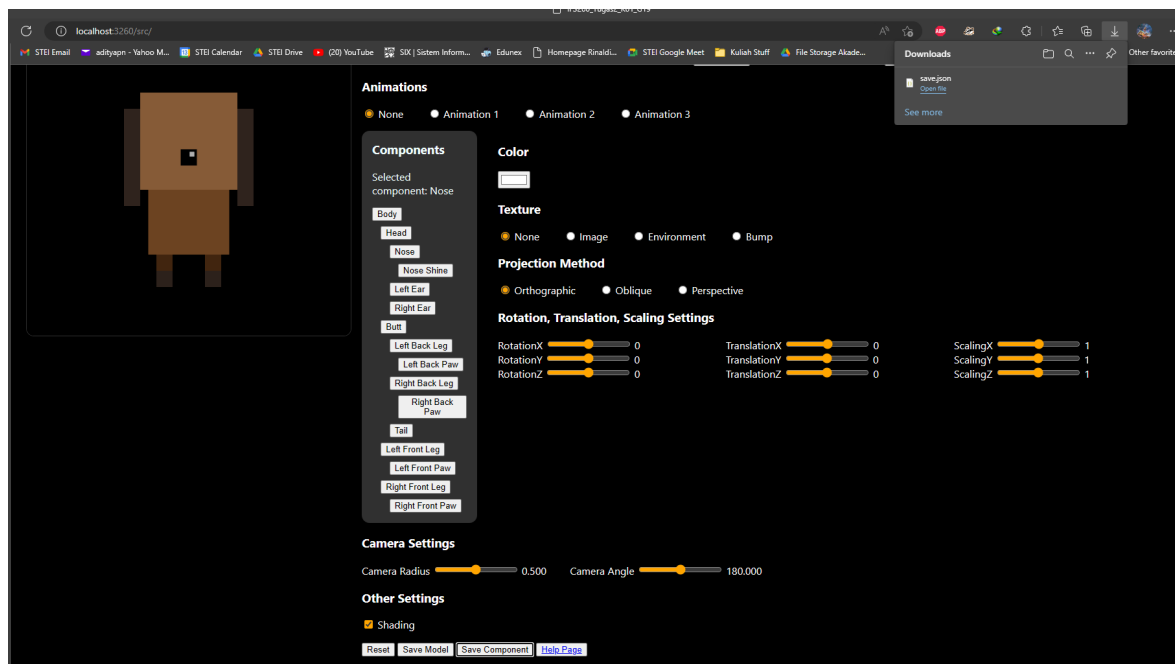 IF3260_Tugas2_K01_G19
localhost:3260/src/
STEI Email
adityapn - Yahoo M...
STEI Calendar
STEI Drive
(20) YouTube
SIX | Sistem Inform...
Edunex
Homepage Rinaldi...
STEI Google Meet
Kuliah Stuff
File Storage Akade...
Other favorite
Downloads
save.json
Open file
See more
Animations
None Animation 1 Animation 2 Animation 3
Components
Selected
component: Nose
Body
Head
Nose
Nose Shine
Left Ear
Right Ear
Butt
Left Back Leg
Left Back Paw
Right Back Leg
Right Back
Paw
Tail
Left Front Leg
Left Front Paw
Right Front Leg
Right Front Paw
Color
Texture
None Image Environment Bump
Projection Method
Orthographic Oblique Perspective
Rotation, Translation, Scaling Settings
RotationX 0 TranslationX 0 ScalingX 1
RotationY 0 TranslationY 0 ScalingY 1
RotationZ 0 TranslationZ 0 ScalingZ 1
Camera Settings
Camera Radius 0.500 Camera Angle 180.000
Other Settings
Shading
Reset Save Model Save Component Help Page